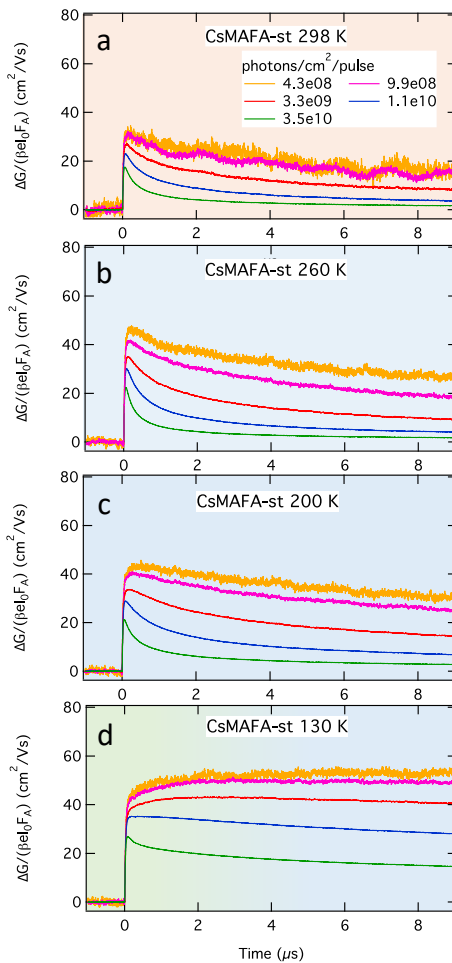 a
CsMAFA-st 298 K
photons/cm²/pulse
4.3e08 9.9e08
3.3e09 1.1e10
3.5e10
ΔG/(βeI₀F_A) (cm²/Vs)
80
60
40
20
0
0 2 4 6 8
b
CsMAFA-st 260 K
ΔG/(βeI₀F_A) (cm²/Vs)
80
60
40
20
0
0 2 4 6 8
c
CsMAFA-st 200 K
ΔG/(βeI₀F_A) (cm²/Vs)
80
60
40
20
0
0 2 4 6 8
d
CsMAFA-st 130 K
ΔG/(βeI₀F_A) (cm²/Vs)
80
60
40
20
0
0 2 4 6 8
Time (μs)